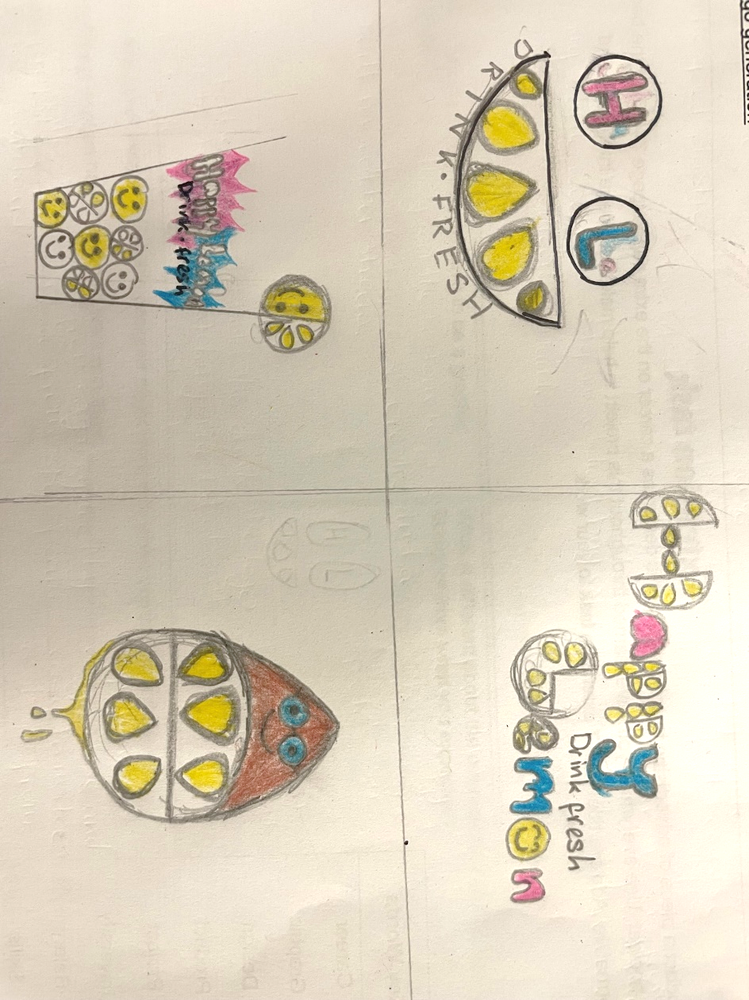 H L
DRINK.FRESH
Happy
Lemon
Drink.fresh
Happy Lemon
Drink.fresh
H
L